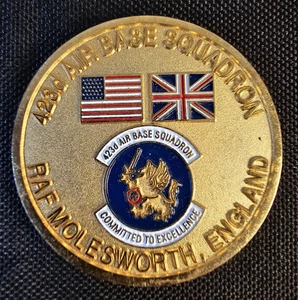 423d AIR BASE SQUADRON
423d AIR BASE SQUADRON
COMMITTED TO EXCELLENCE
RAF MOLESWORTH, ENGLAND